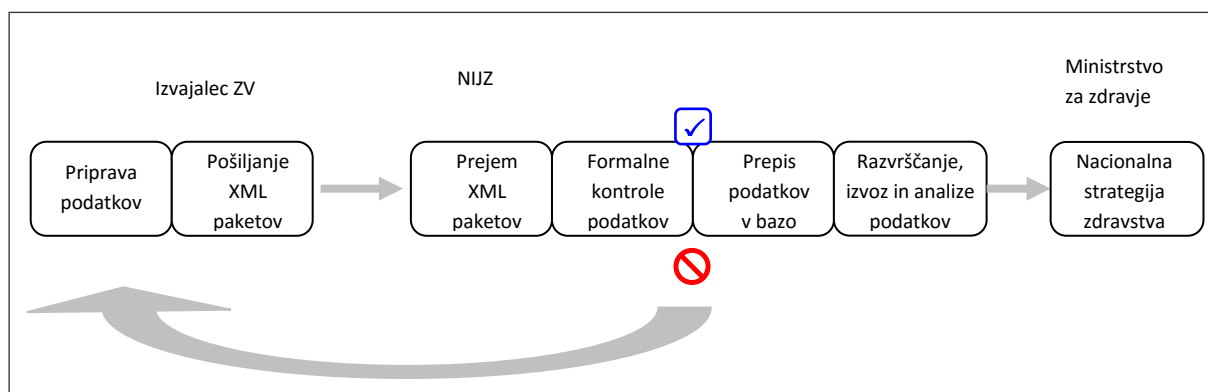 Izvajalec ZV
NIJZ
Ministrstvo
za zdravje
Priprava
podatkov
Pošiljanje
XML
paketov
Prejem
XML
paketov
Formalne
kontrole
podatkov
Prepis
podatkov
v bazo
Razvrščanje,
izvoz in analize
podatkov
Nacionalna
strategija
zdravstva